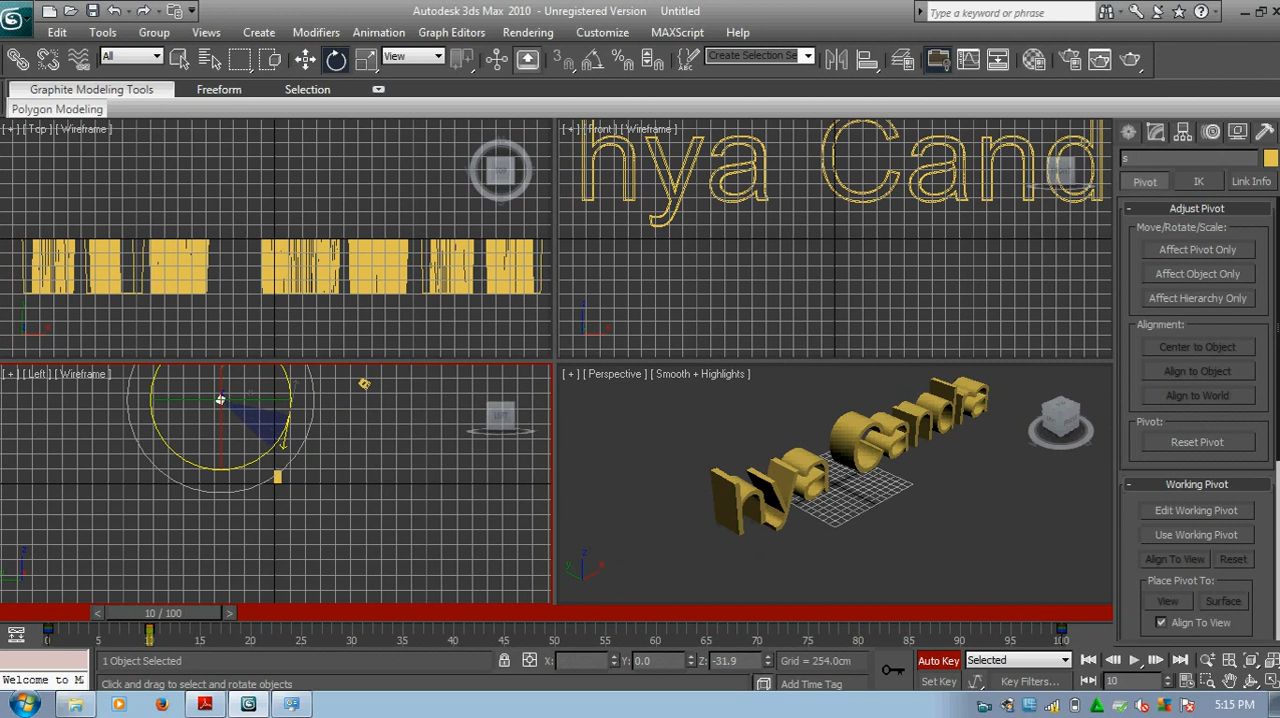 Autodesk 3ds Max 2010 - Unregistered Version Untitled
Type a keyword or phrase
Edit Tools Group Views Create Modifiers Animation Graph Editors Rendering Customize MAXScript Help
All View Create Selection Se
Graphite Modeling Tools Freeform Selection
Polygon Modeling
[ + ] [ Top ] [ Wireframe ]
[ + ] [ Front ] [ Wireframe ]
hya Cand
s
Pivot IK Link Info
- Adjust Pivot
Move/Rotate/Scale:
Affect Pivot Only
Affect Object Only
Affect Hierarchy Only
Alignment:
Center to Object
Align to Object
Align to World
Pivot:
Reset Pivot
- Working Pivot
Edit Working Pivot
Use Working Pivot
Align To View Reset
Place Pivot To:
View Surface
Align To View
[ + ] [ Left ] [ Wireframe ]
LEFT
[ + ] [ Perspective ] [ Smooth + Highlights ]
hya Candra
z
y
x
< 10 / 100 >
0 5 10 15 20 25 30 35 40 45 50 55 60 65 70 75 80 85 90 95 100
1 Object Selected X: Y: 0.0 Z: -31.9 Grid = 254.0cm Auto Key Selected
Welcome to M Click and drag to select and rotate objects Add Time Tag Set Key Key Filters... 10
5:15 PM